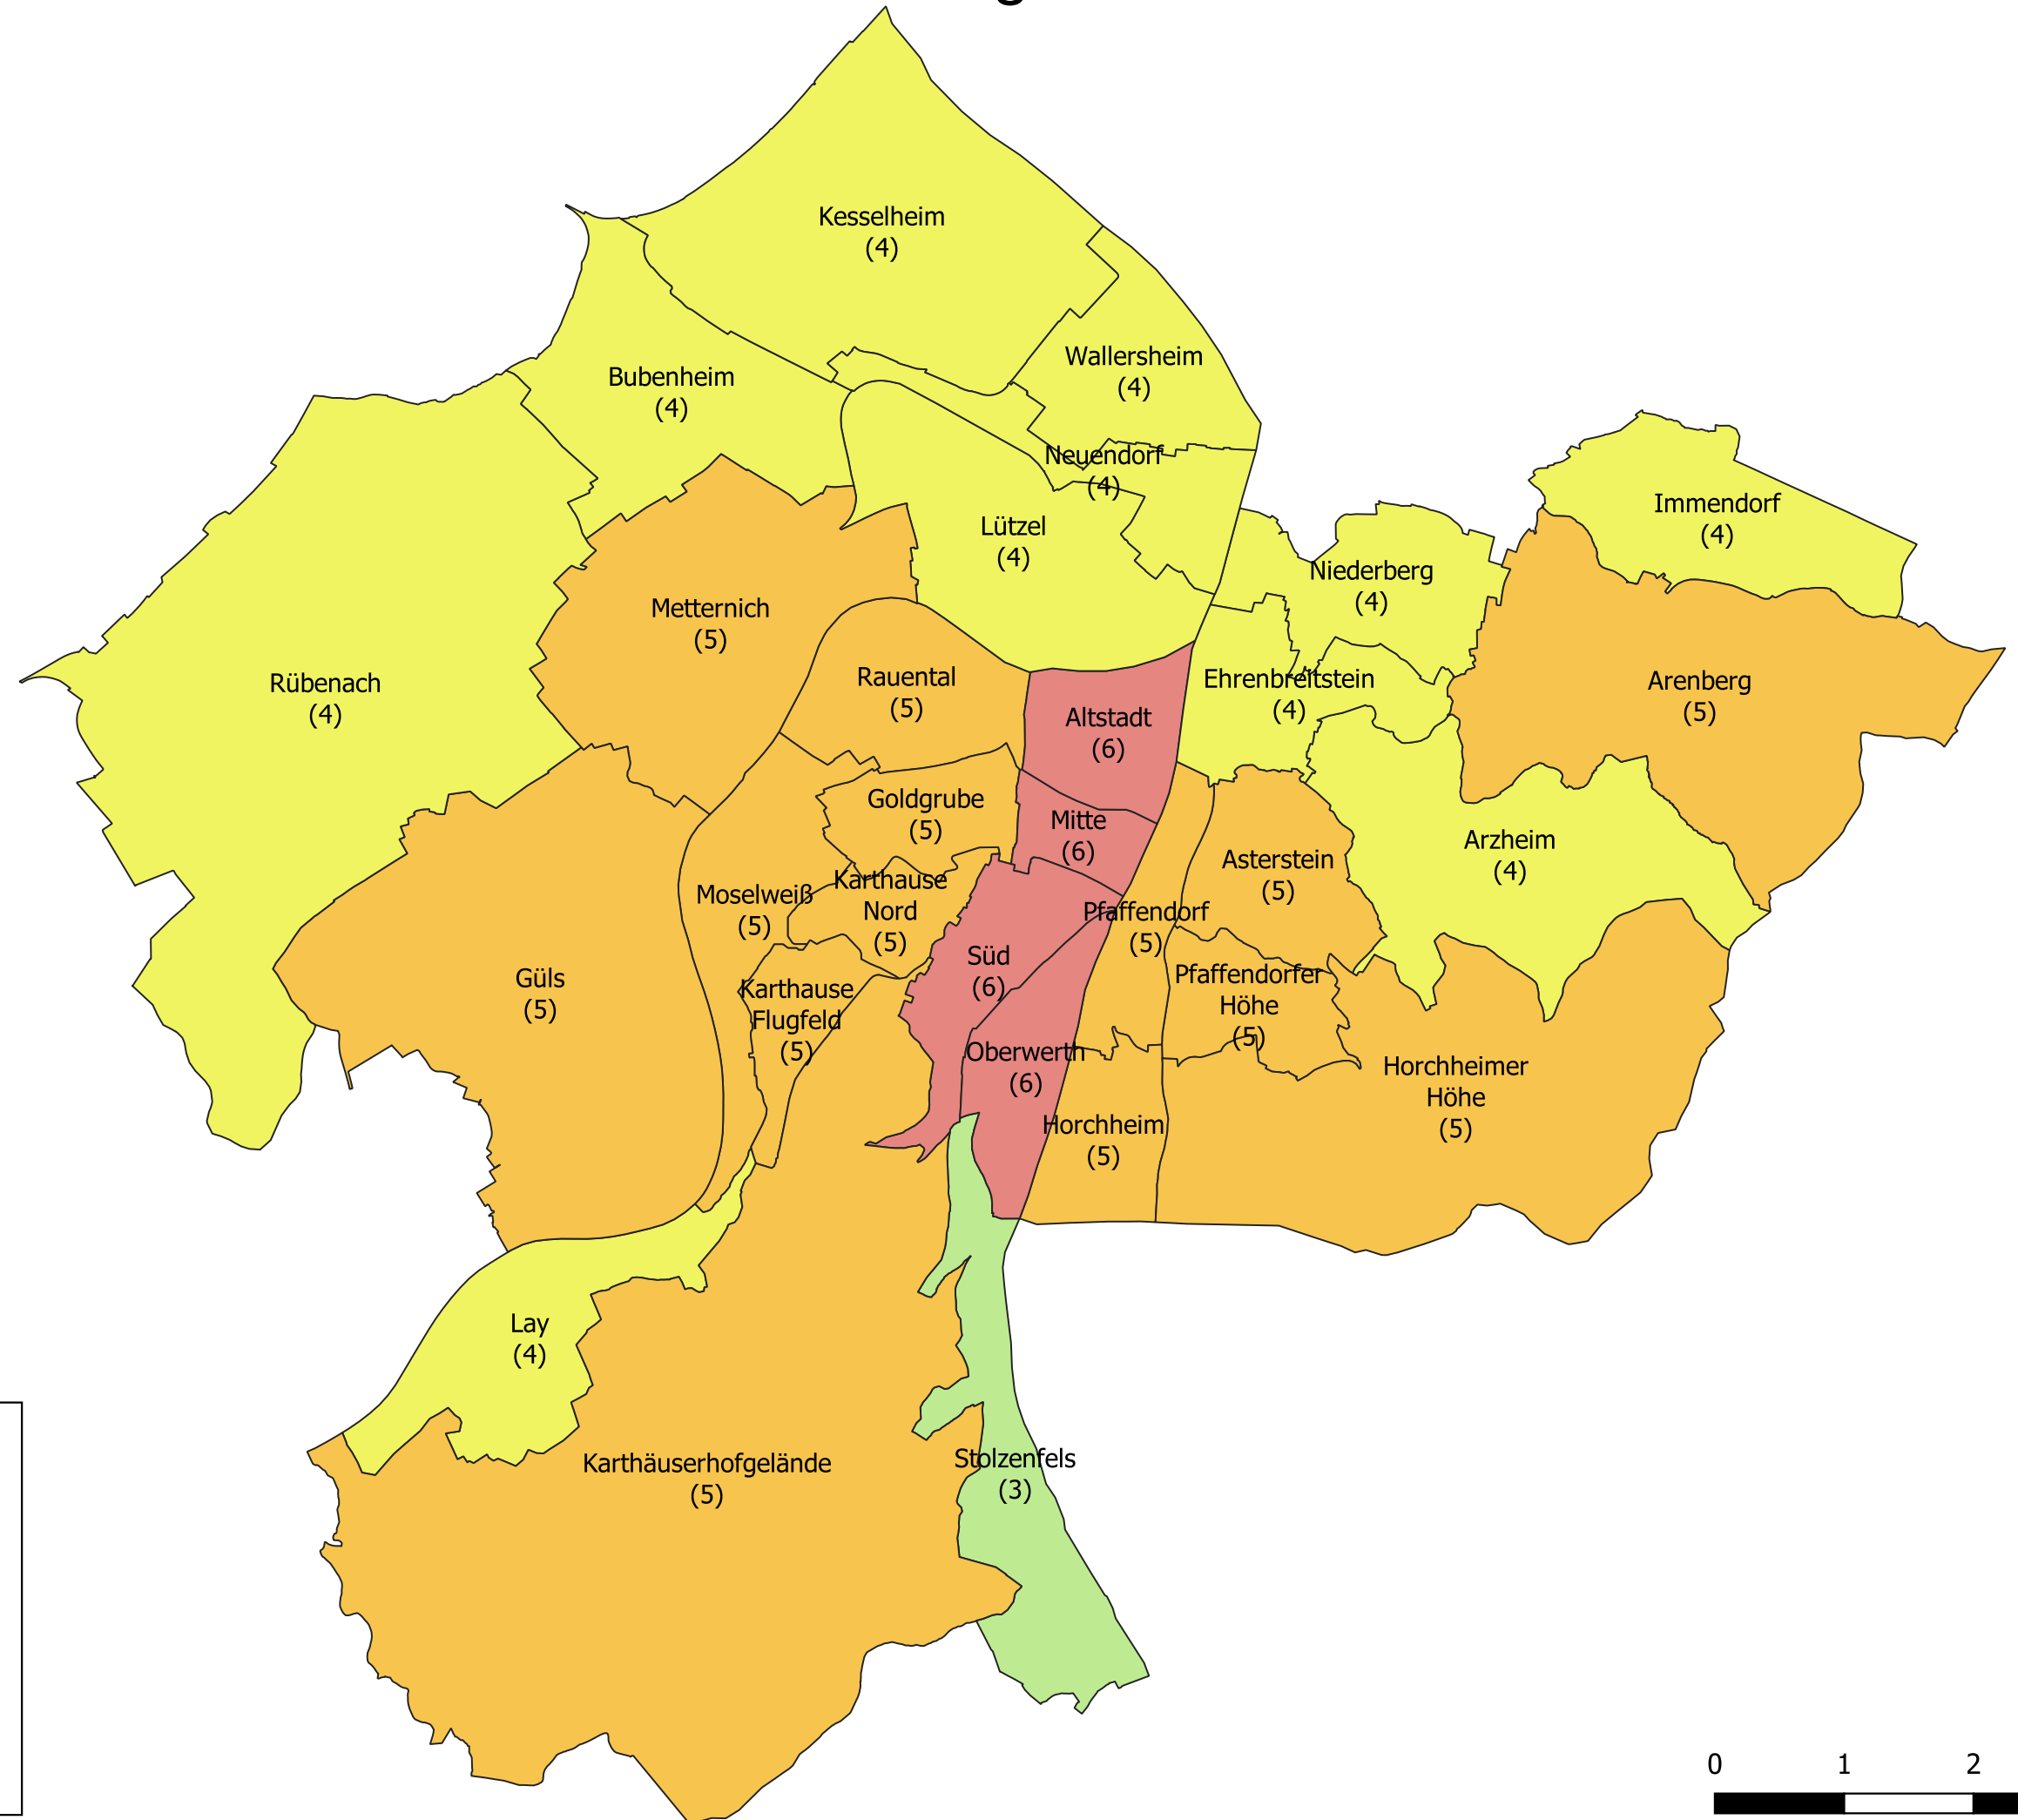 Kesselheim
(4)
Wallersheim
(4)
Bubenheim
(4)
Neuendorf
(4)
Immendorf
(4)
Lützel
(4)
Niederberg
(4)
Metternich
(5)
Rauental
(5)
Ehrenbreitstein
(4)
Arenberg
(5)
Rübenach
(4)
Altstadt
(6)
Goldgrube
(5)
Mitte
(6)
Arzheim
(4)
Asterstein
(5)
Moselweiß
(5)
Karthause
Nord
(5)
Pfaffendorf
(5)
Süd
(6)
Güls
(5)
Karthause
Flugfeld
(5)
Pfaffendorfer
Höhe
(5)
Oberwerth
(6)
Horchheimer
Höhe
(5)
Horchheim
(5)
Lay
(4)
Karthäuserhofgelände
(5)
Stolzenfels
(3)
0 1 2